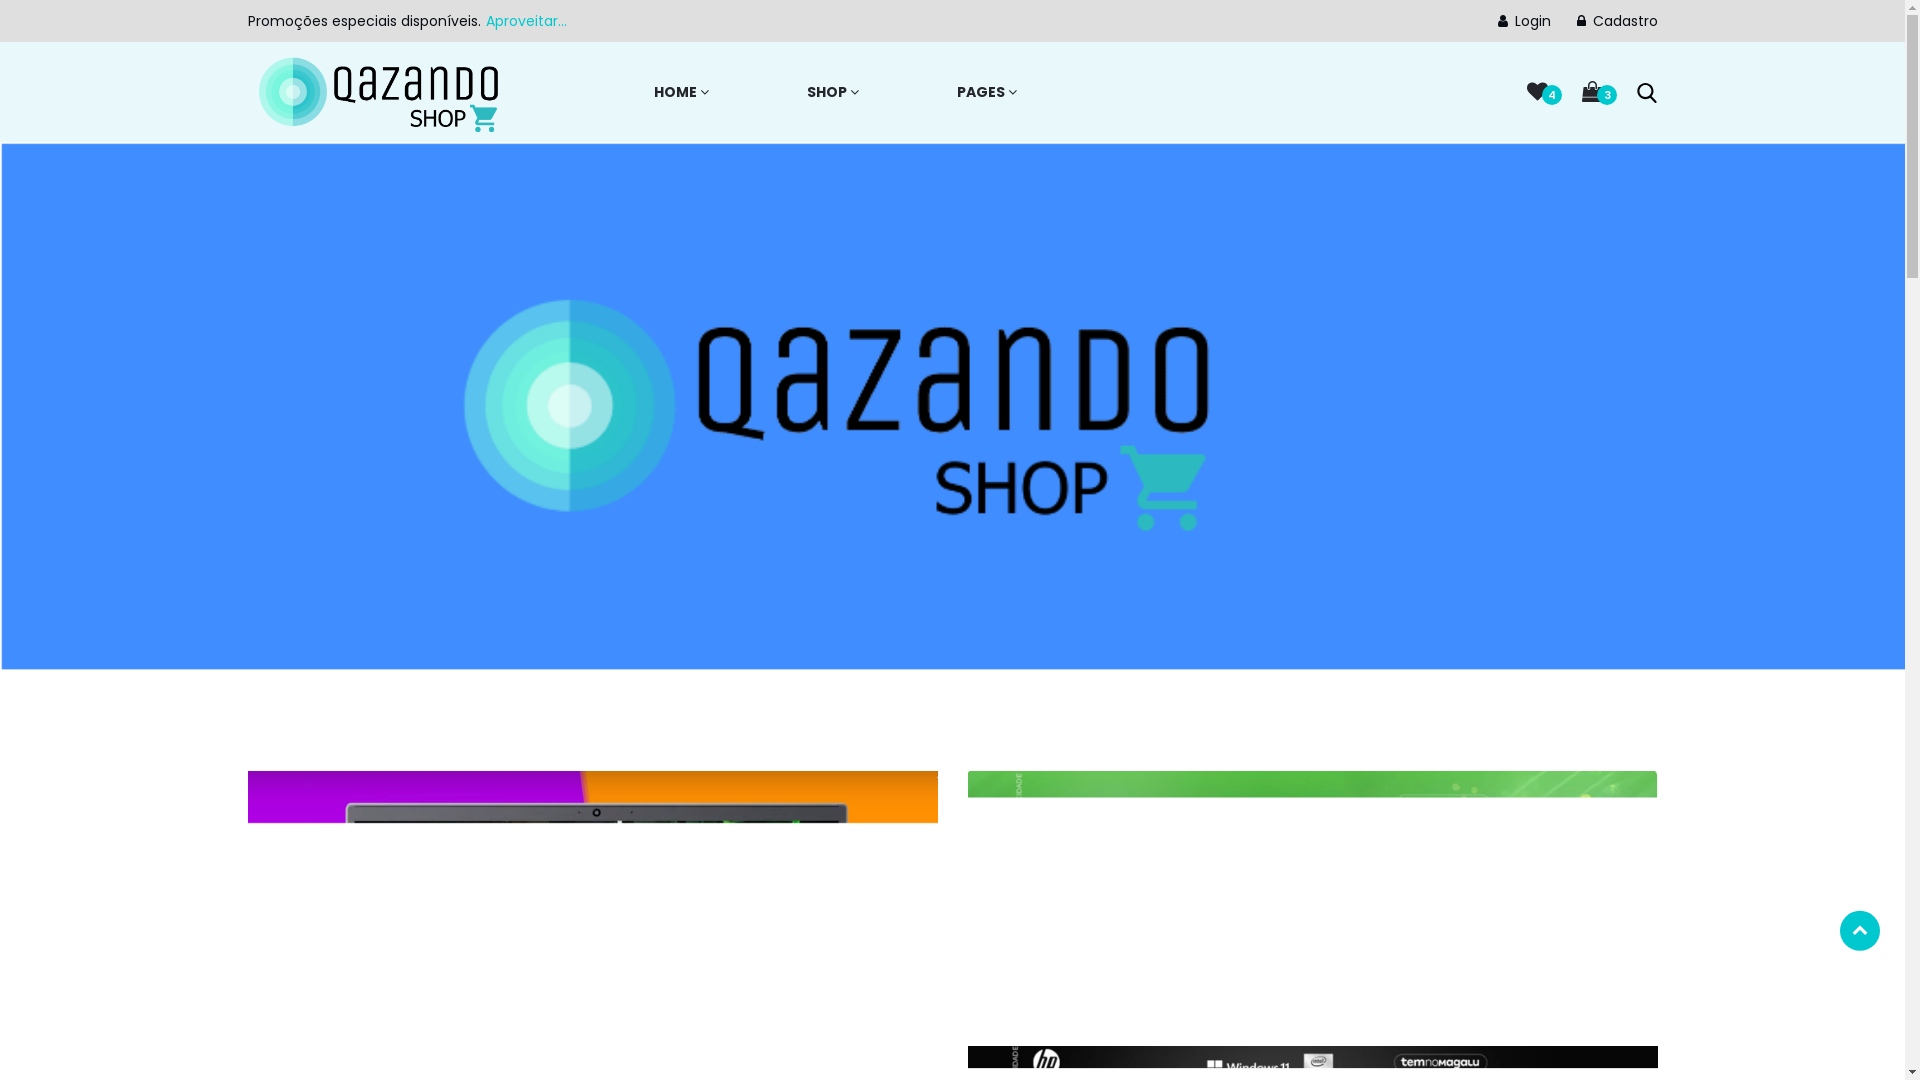 Promoções especiais disponíveis. Aproveitar...
Login
Cadastro
QAZANDO
SHOP
HOME
SHOP
PAGES
4
3
QAZANDO
SHOP
hp
Windows 11
intel
temnomagalu